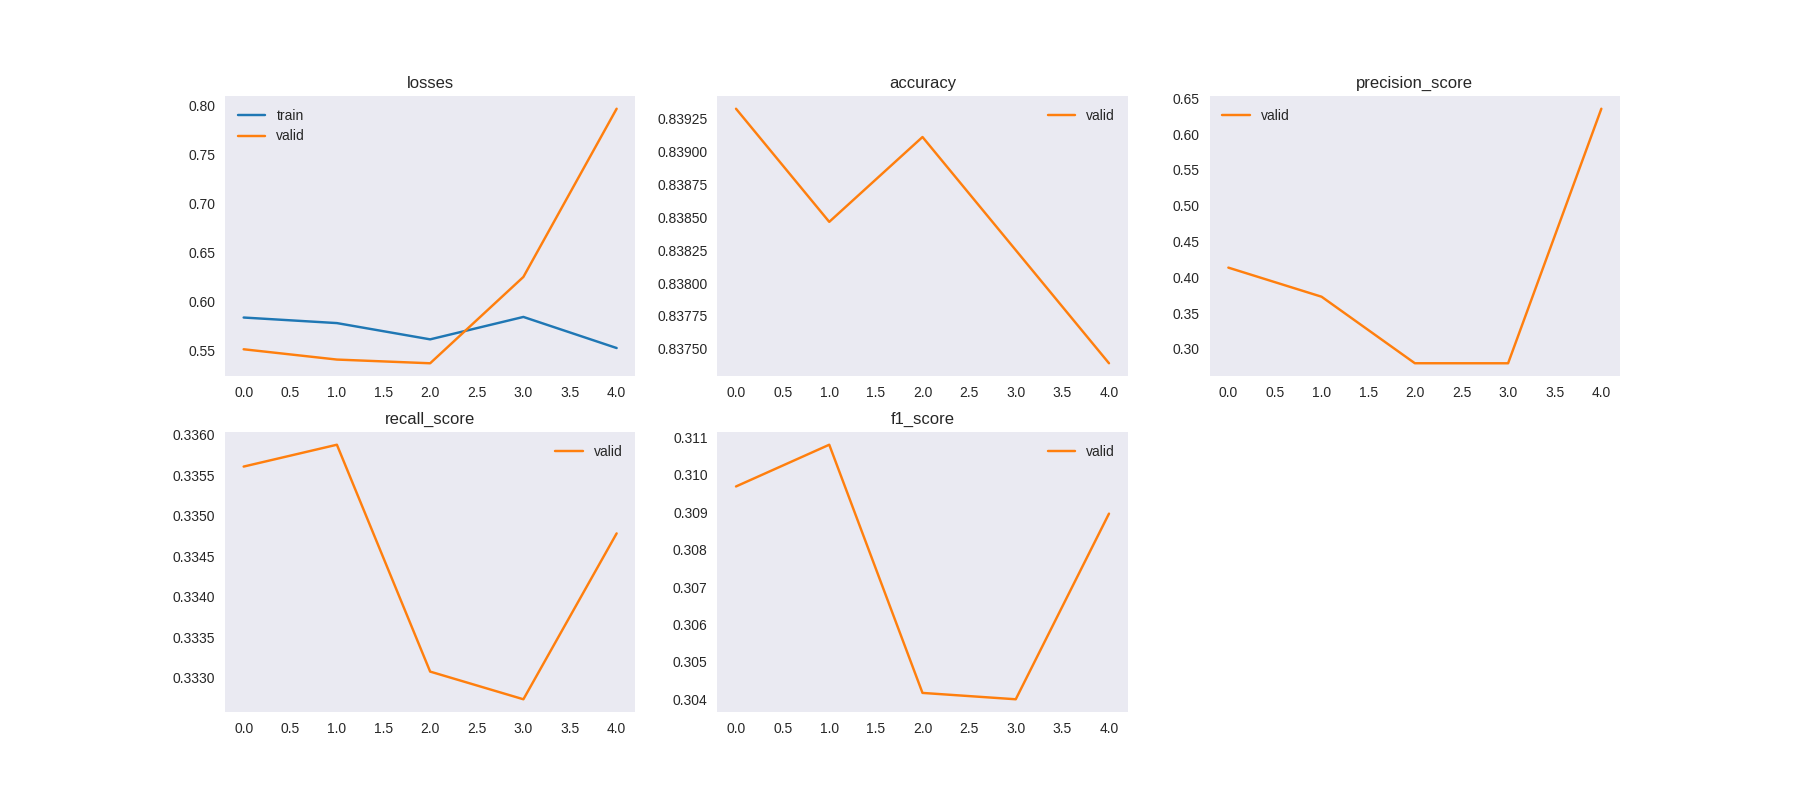 losses
train
valid
0.80
0.75
0.70
0.65
0.60
0.55
0.0 0.5 1.0 1.5 2.0 2.5 3.0 3.5 4.0
accuracy
valid
0.83925
0.83900
0.83875
0.83850
0.83825
0.83800
0.83775
0.83750
0.0 0.5 1.0 1.5 2.0 2.5 3.0 3.5 4.0
precision_score
valid
0.65
0.60
0.55
0.50
0.45
0.40
0.35
0.30
0.0 0.5 1.0 1.5 2.0 2.5 3.0 3.5 4.0
recall_score
valid
0.3360
0.3355
0.3350
0.3345
0.3340
0.3335
0.3330
0.0 0.5 1.0 1.5 2.0 2.5 3.0 3.5 4.0
f1_score
valid
0.311
0.310
0.309
0.308
0.307
0.306
0.305
0.304
0.0 0.5 1.0 1.5 2.0 2.5 3.0 3.5 4.0